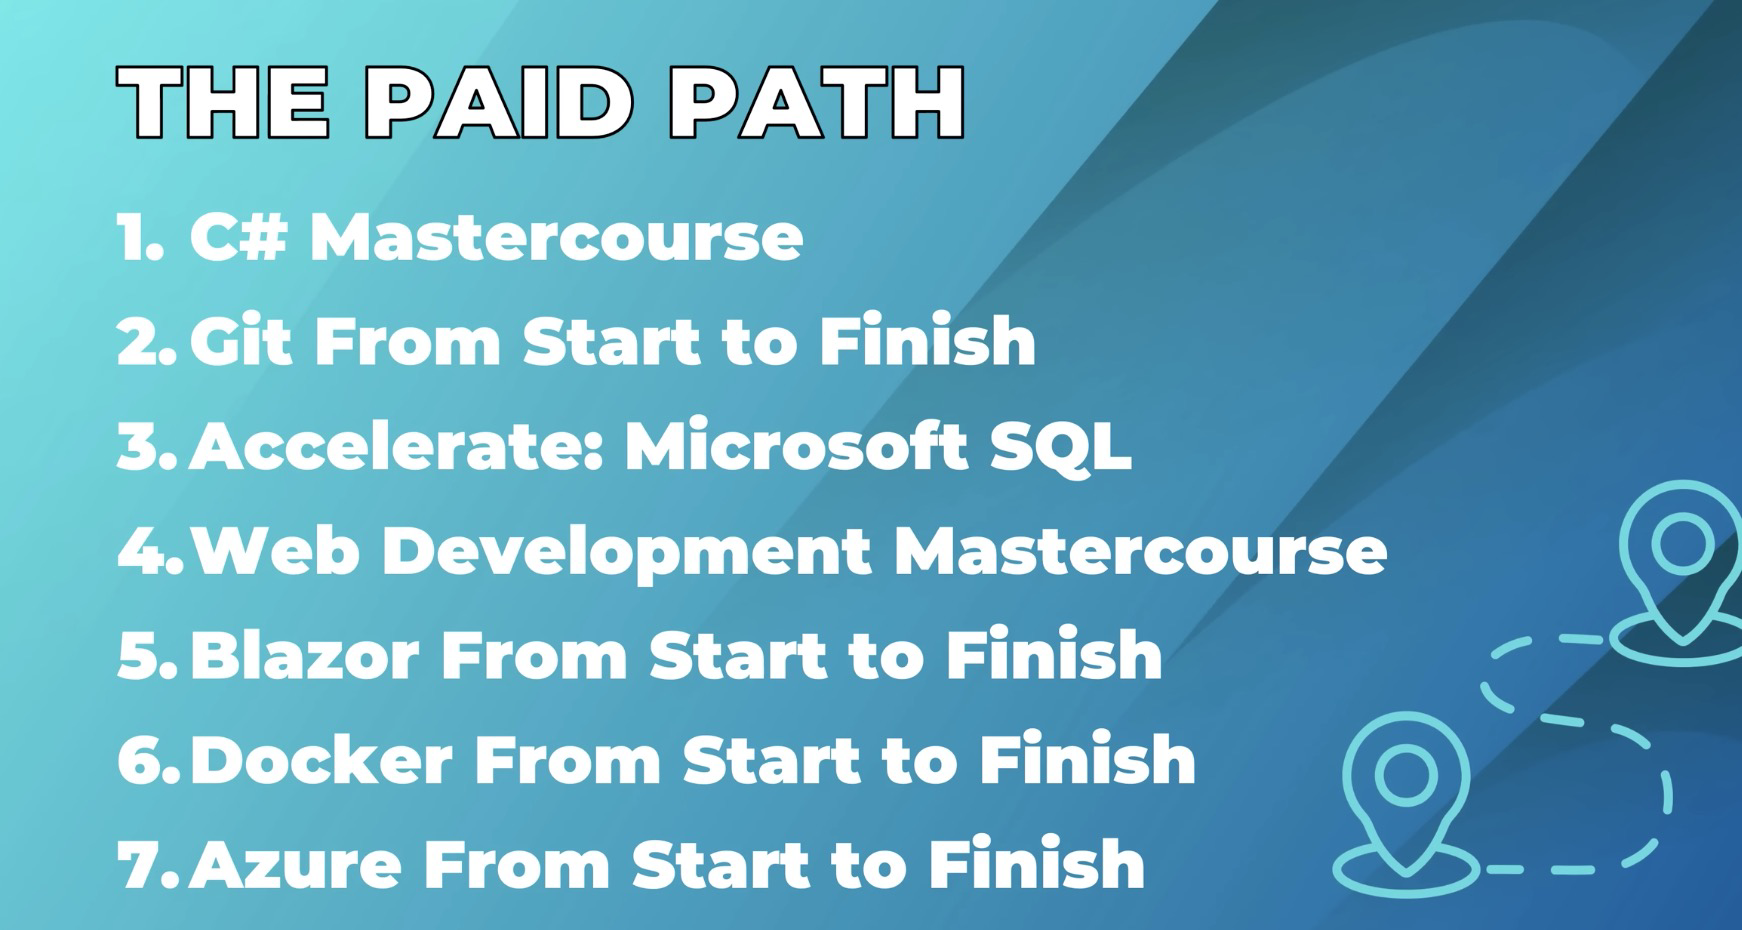 THE PAID PATH
1. C# Mastercourse
2. Git From Start to Finish
3. Accelerate: Microsoft SQL
4. Web Development Mastercourse
5. Blazor From Start to Finish
6. Docker From Start to Finish
7. Azure From Start to Finish